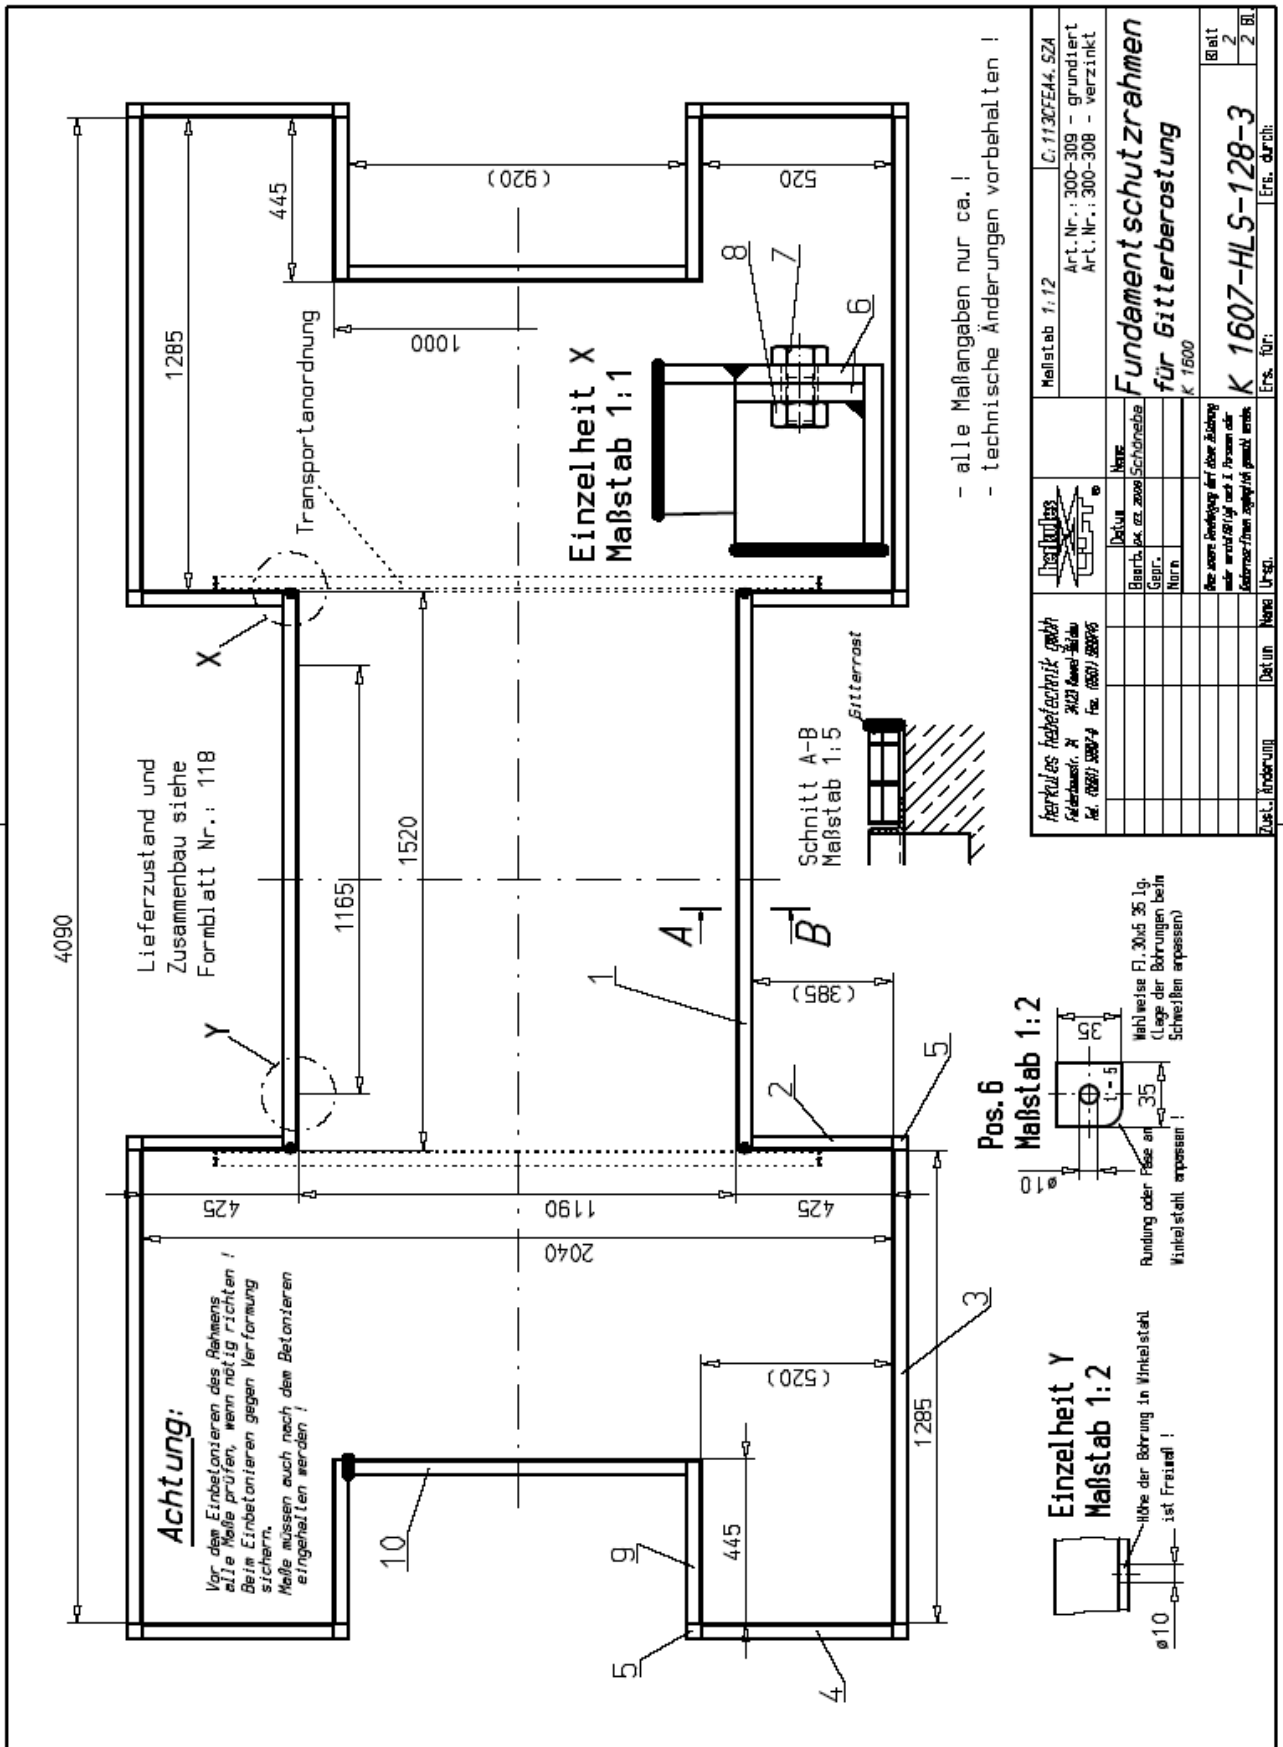 4090
1285
445
(920)
520
1000
Transportanordnung
X
Y
Lieferzustand und
Zusammenbau siehe
Formblatt Nr.: 118
1520
1165
425
1190
425
2040
Achtung:
Vor dem Einbetonieren des Rahmens
alle Maße prüfen, wenn nötig richten !
Beim Einbetonieren gegen Verformung
sichern.
Maße müssen auch nach dem Betonieren
eingehalten werden !
10
9
5
4
445
(520)
1285
3
1
2
5
(385)
A
B
Einzelheit X
Maßstab 1:1
8
7
6
Schnitt A-B
Maßstab 1:5
Gitterrost
- alle Maßangaben nur ca. !
- technische Änderungen vorbehalten !
Einzelheit Y
Maßstab 1:2
Höhe der Bohrung im Winkelstahl
ist Freimaß !
ø10
Pos.6
Maßstab 1:2
ø10
35
35
t = 5
Rundung oder Fase an
Winkelstahl anpassen !
Wahlweise Fl.30x5 35 lg.
(Lage der Bohrungen beim
Schweißen anpassen)
herkules hebetechnik gmbh
herkules
Maßstab 1:12
C:113CFEA4.SZA
Art.Nr.:300-309 - grundiert
Art.Nr.:300-308 - verzinkt
Datum
Name
Bearb. 04.03.2008 Schöneba
Gepr.
Norm
Fundamentschutzrahmen
für Gitterberostung
K 1600
K 1607-HLS-128-3
Blatt
2
2 Bl.
Zust. Änderung
Datum
Name
Urspr.
Ers. für:
Ers. durch: